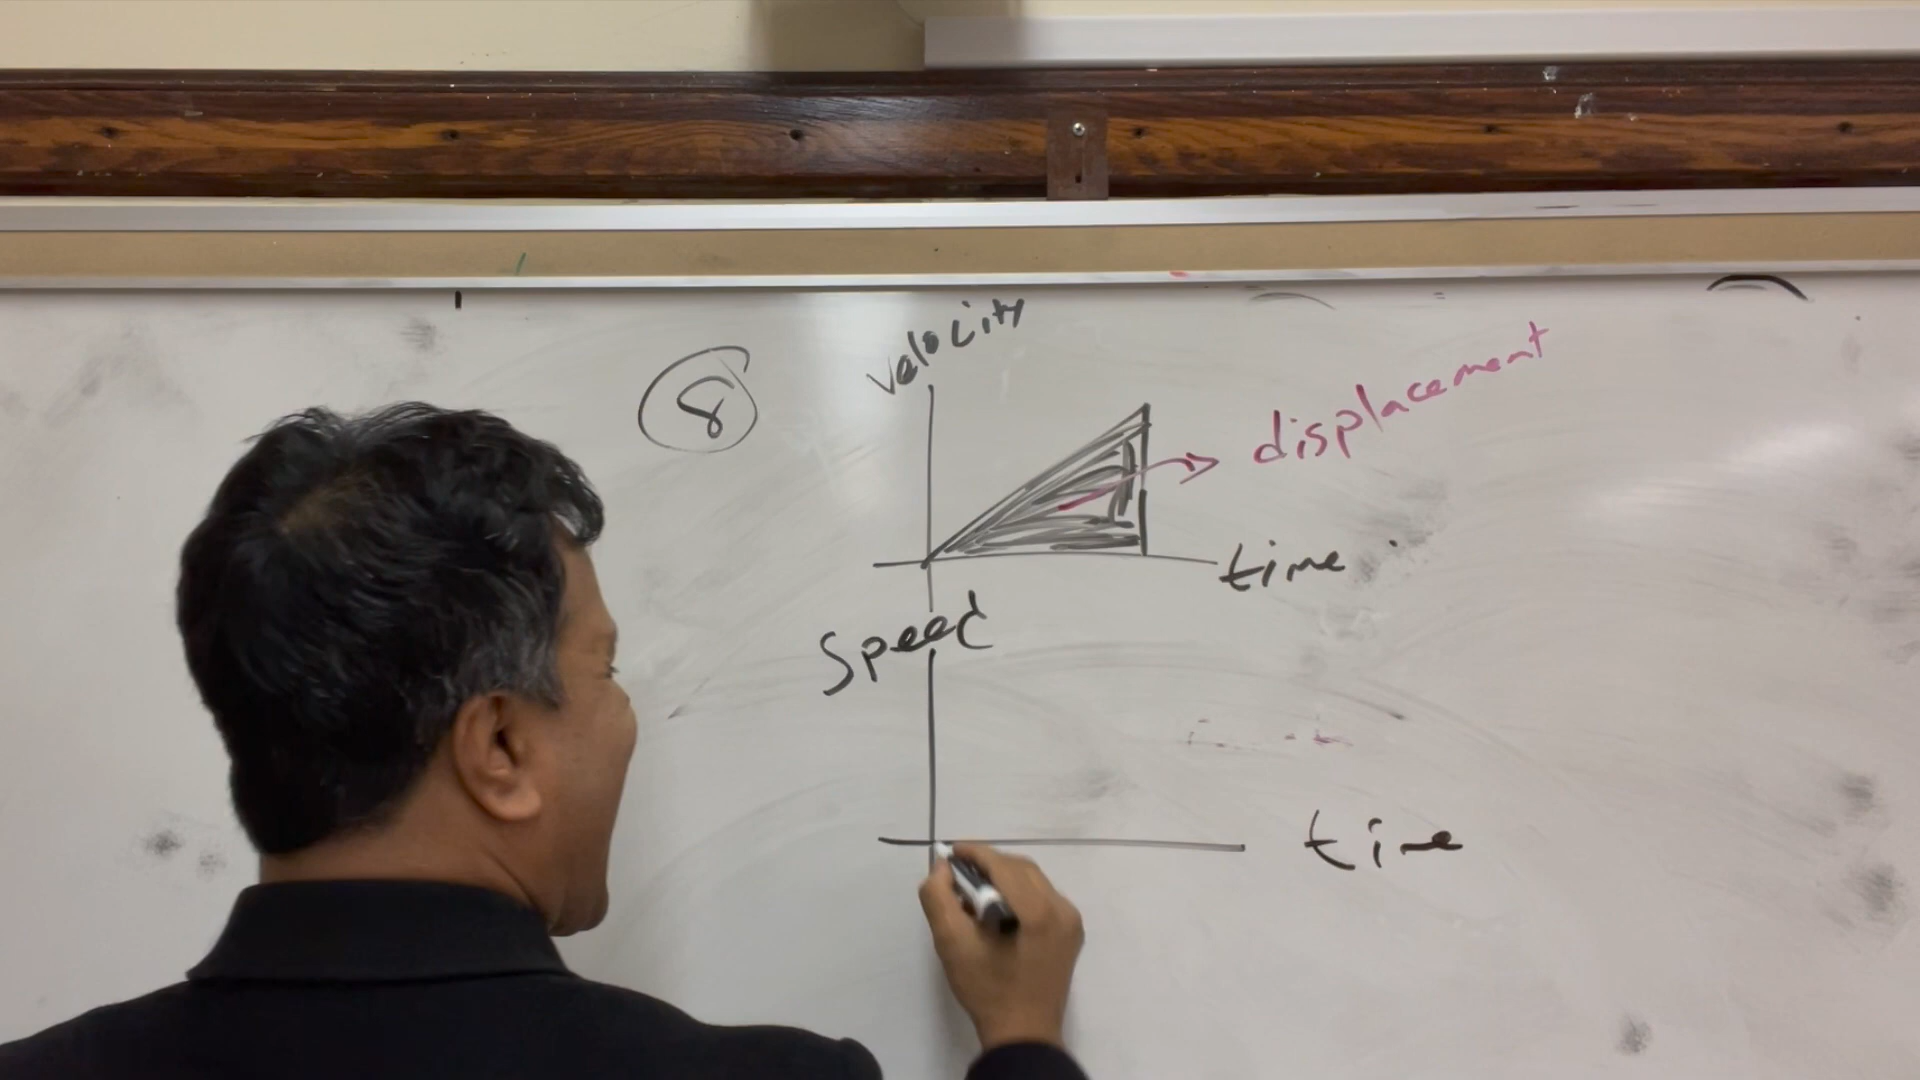 velocity
8
displacement
time
Speed
time